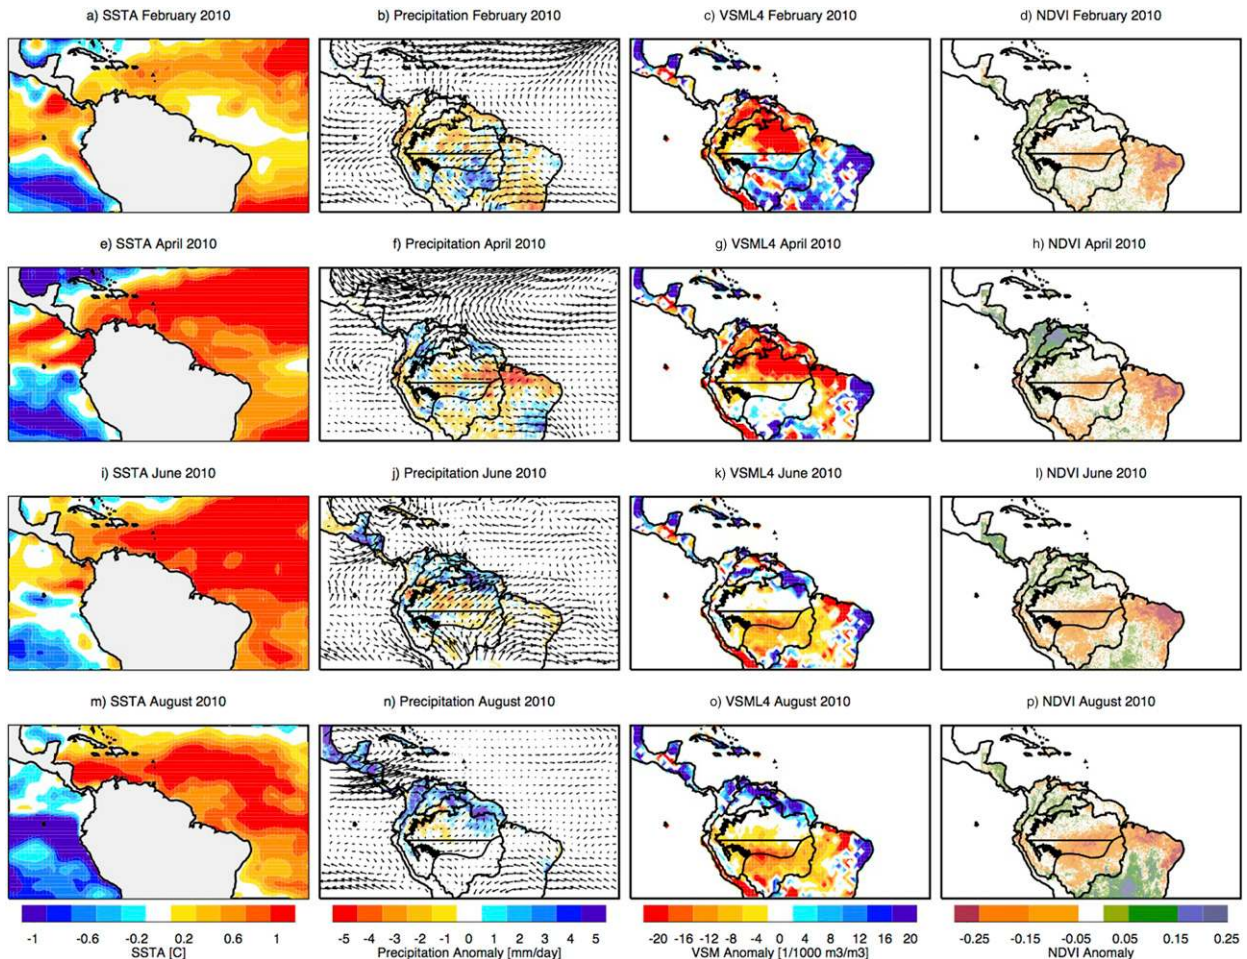 a) SSTA February 2010
b) Precipitation February 2010
c) VSML4 February 2010
d) NDVI February 2010
e) SSTA April 2010
f) Precipitation April 2010
g) VSML4 April 2010
h) NDVI April 2010
i) SSTA June 2010
j) Precipitation June 2010
k) VSML4 June 2010
l) NDVI June 2010
m) SSTA August 2010
n) Precipitation August 2010
o) VSML4 August 2010
p) NDVI August 2010
-1 -0.6 -0.2 0.2 0.6 1
SSTA [C]
-5 -4 -3 -2 -1 0 1 2 3 4 5
Precipitation Anomaly [mm/day]
-20 -16 -12 -8 -4 0 4 8 12 16 20
VSM Anomaly [1/1000 m3/m3]
-0.25 -0.15 -0.05 0.05 0.15 0.25
NDVI Anomaly